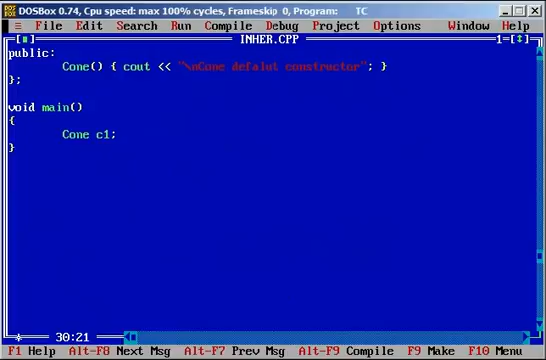 DOSBox 0.74, Cpu speed: max 100% cycles, Frameskip 0, Program: TC
≡ File Edit Search Run Compile Debug Project Options Window Help
[■] INHER.CPP 1=[↕]
public:
Cone() { cout << "\nCone defalut constructor"; }
};
void main()
{
Cone c1;
}
* 30:21
F1 Help Alt-F8 Next Msg Alt-F7 Prev Msg Alt-F9 Compile F9 Make F10 Menu